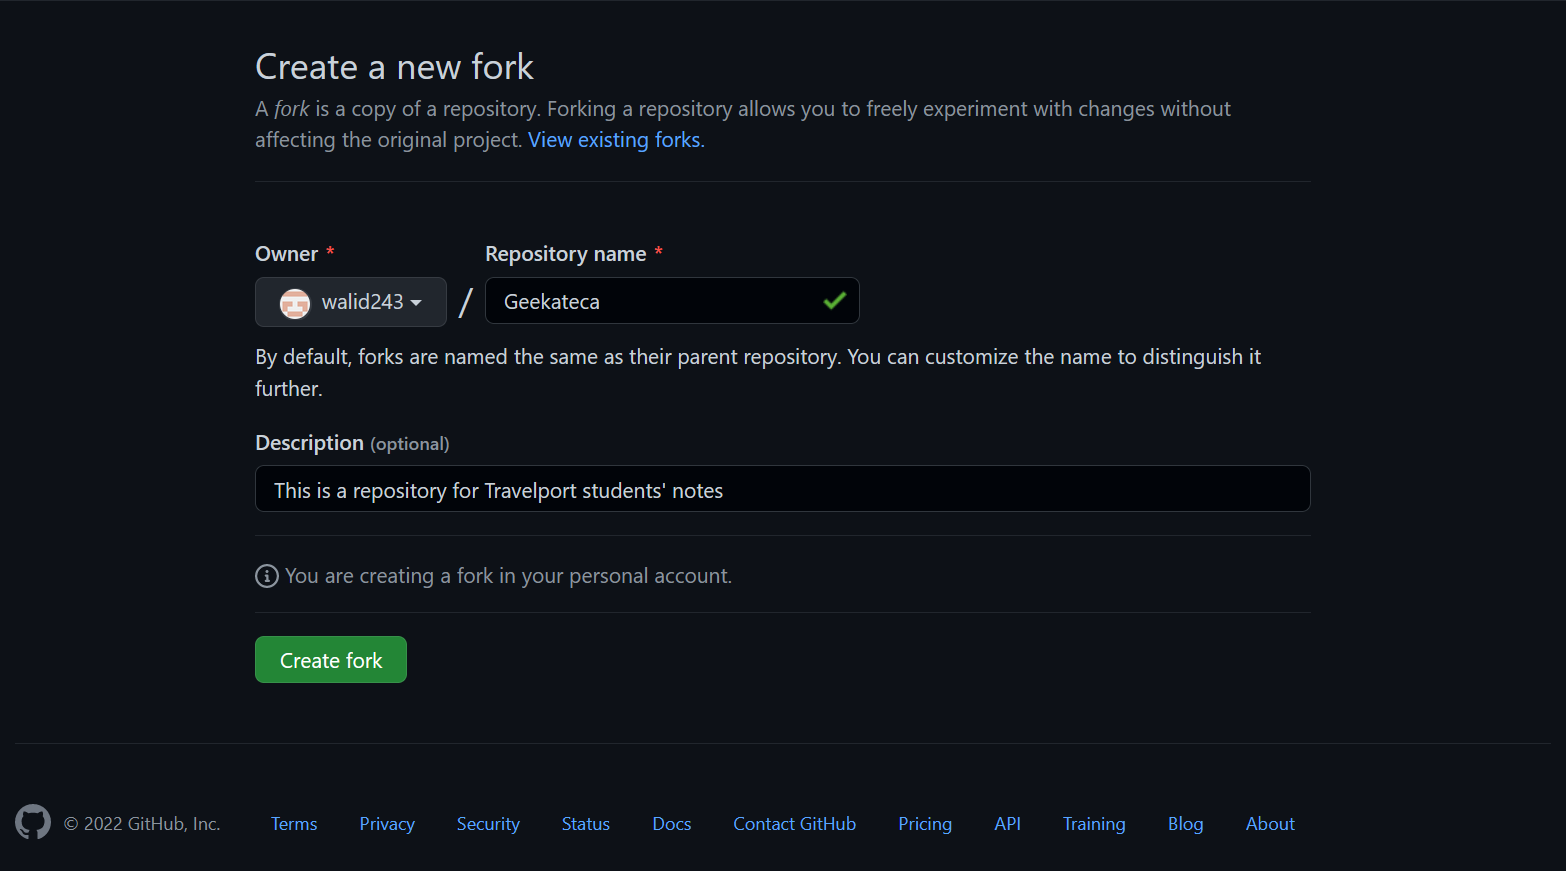 Create a new fork
A fork is a copy of a repository. Forking a repository allows you to freely experiment with changes without
affecting the original project. View existing forks.
Owner * Repository name *
walid243 / Geekateca
By default, forks are named the same as their parent repository. You can customize the name to distinguish it
further.
Description (optional)
This is a repository for Travelport students' notes
You are creating a fork in your personal account.
Create fork
© 2022 GitHub, Inc. Terms Privacy Security Status Docs Contact GitHub Pricing API Training Blog About